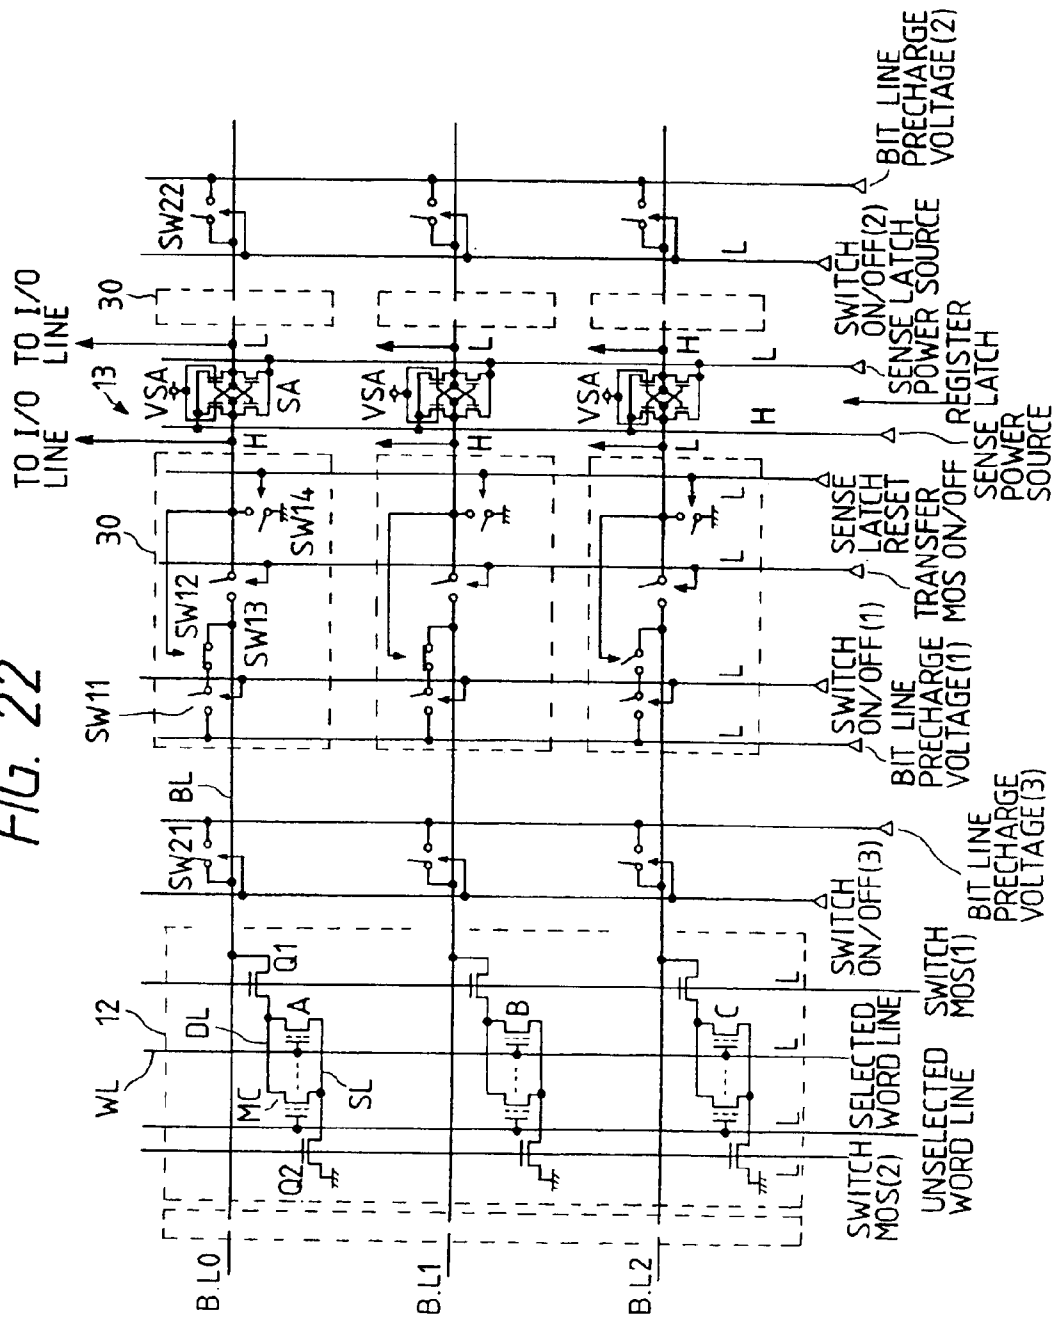 FIG. 22
TO I/O LINE
TO I/O LINE
13
30
30
SW22
VSA
SA
H
L
SW14
SW12
SW13
SW11
BL
SW21
Q1
12
DL
A
WL
MC
SL
Q2
B.L0
VSA
H
L
B
B.L1
VSA
L
H
C
B.L2
L
L
L
L
L
L
L
L
H
L
L
SWITCH
MOS(2)
UNSELECTED
WORD LINE
SELECTED
WORD LINE
SWITCH
MOS(1)
SWITCH
ON/OFF(3)
BIT LINE
PRECHARGE
VOLTAGE(3)
BIT LINE
PRECHARGE
VOLTAGE(1)
SWITCH
ON/OFF(1)
TRANSFER
MOS ON/OFF
SENSE
LATCH
RESET
SENSE LATCH
POWER
SOURCE
REGISTER
SENSE LATCH
POWER SOURCE
SWITCH
ON/OFF(2)
BIT LINE
PRECHARGE
VOLTAGE(2)